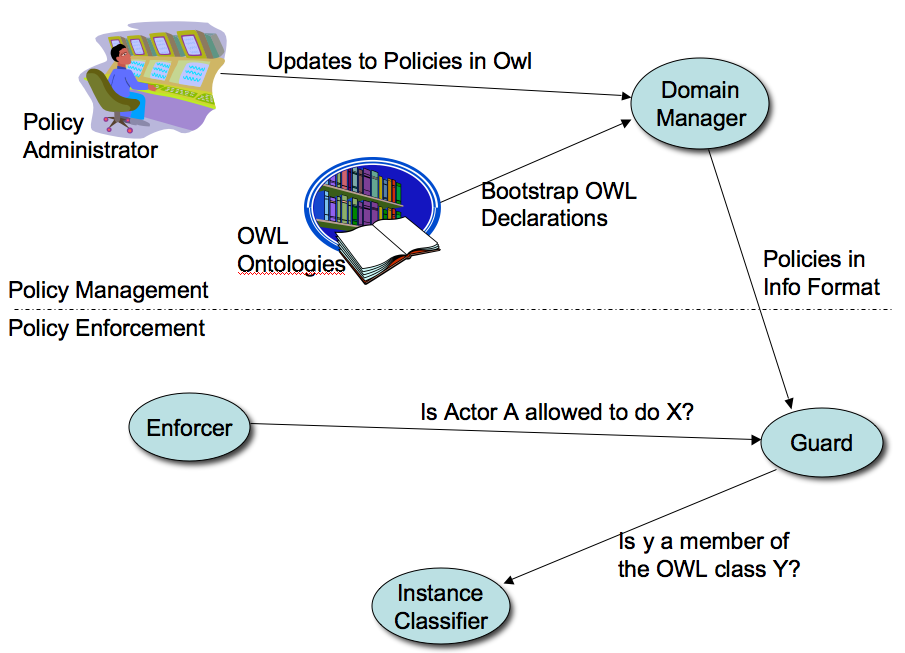 Updates to Policies in Owl
Domain
Manager
Policy
Administrator
Bootstrap OWL
Declarations
OWL
Ontologies
Policies in
Info Format
Policy Management
Policy Enforcement
Is Actor A allowed to do X?
Enforcer
Guard
Is y a member of
the OWL class Y?
Instance
Classifier